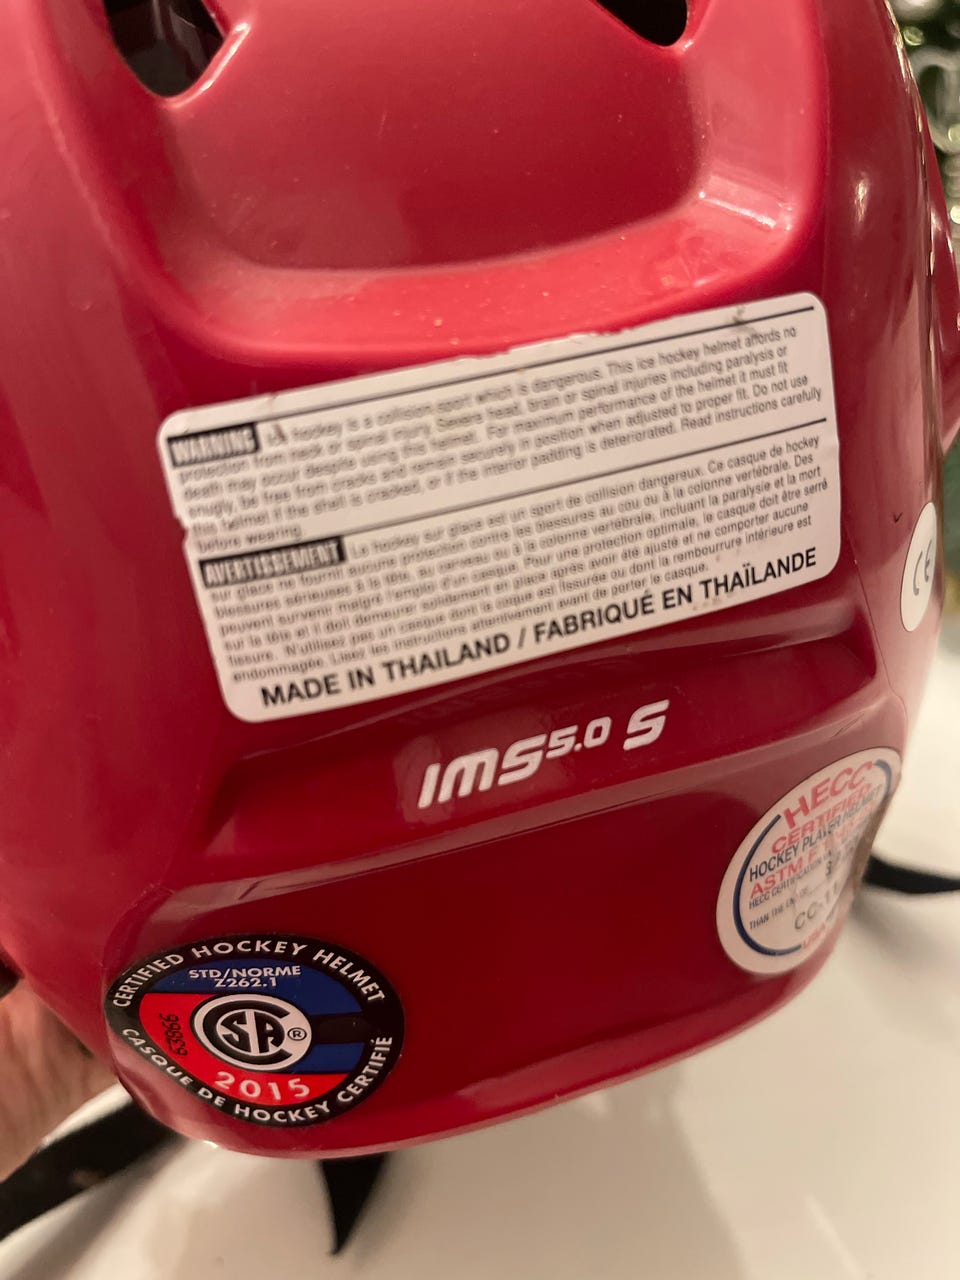 WARNING Ice hockey is a collision sport which is dangerous. This ice hockey helmet affords no
protection from neck or spinal injury. Severe head, brain or spinal injuries including paralysis or
death may occur despite using this helmet. For maximum performance of the helmet it must fit
snugly, be free from cracks and remain securely in position when adjusted to proper fit. Do not use
this helmet if the shell is cracked, or if the interior padding is deteriorated. Read instructions carefully
before wearing.
AVERTISSEMENT Le hockey sur glace est un sport de collision dangereux. Ce casque de hockey
sur glace ne fournit aucune protection contre les blessures au cou ou à la colonne vertébrale. Des
blessures sérieuses à la tête, au cerveau ou à la colonne vertébrale, incluant la paralysie et la mort
peuvent survenir malgré l'emploi d'un casque. Pour une protection optimale, le casque doit être serré
sur la tête et il doit demeurer solidement en place après avoir été ajusté et ne comporter aucune
fissure. N'utilisez pas un casque dont la coque est fissurée ou dont la rembourrure intérieure est
endommagée. Lisez les instructions attentivement avant de porter le casque.
MADE IN THAILAND / FABRIQUÉ EN THAÏLANDE
CE
IMS 5.0 S
HECC
CERTIFIED
HOCKEY PLAYER HELMET
ASTM F
HECC CERTIFICATION
THAN THE
CC-11
USA
CERTIFIED HOCKEY HELMET
STD/NORME
Z262.1
63866
SA®
2015
CASQUE DE HOCKEY CERTIFIÉ